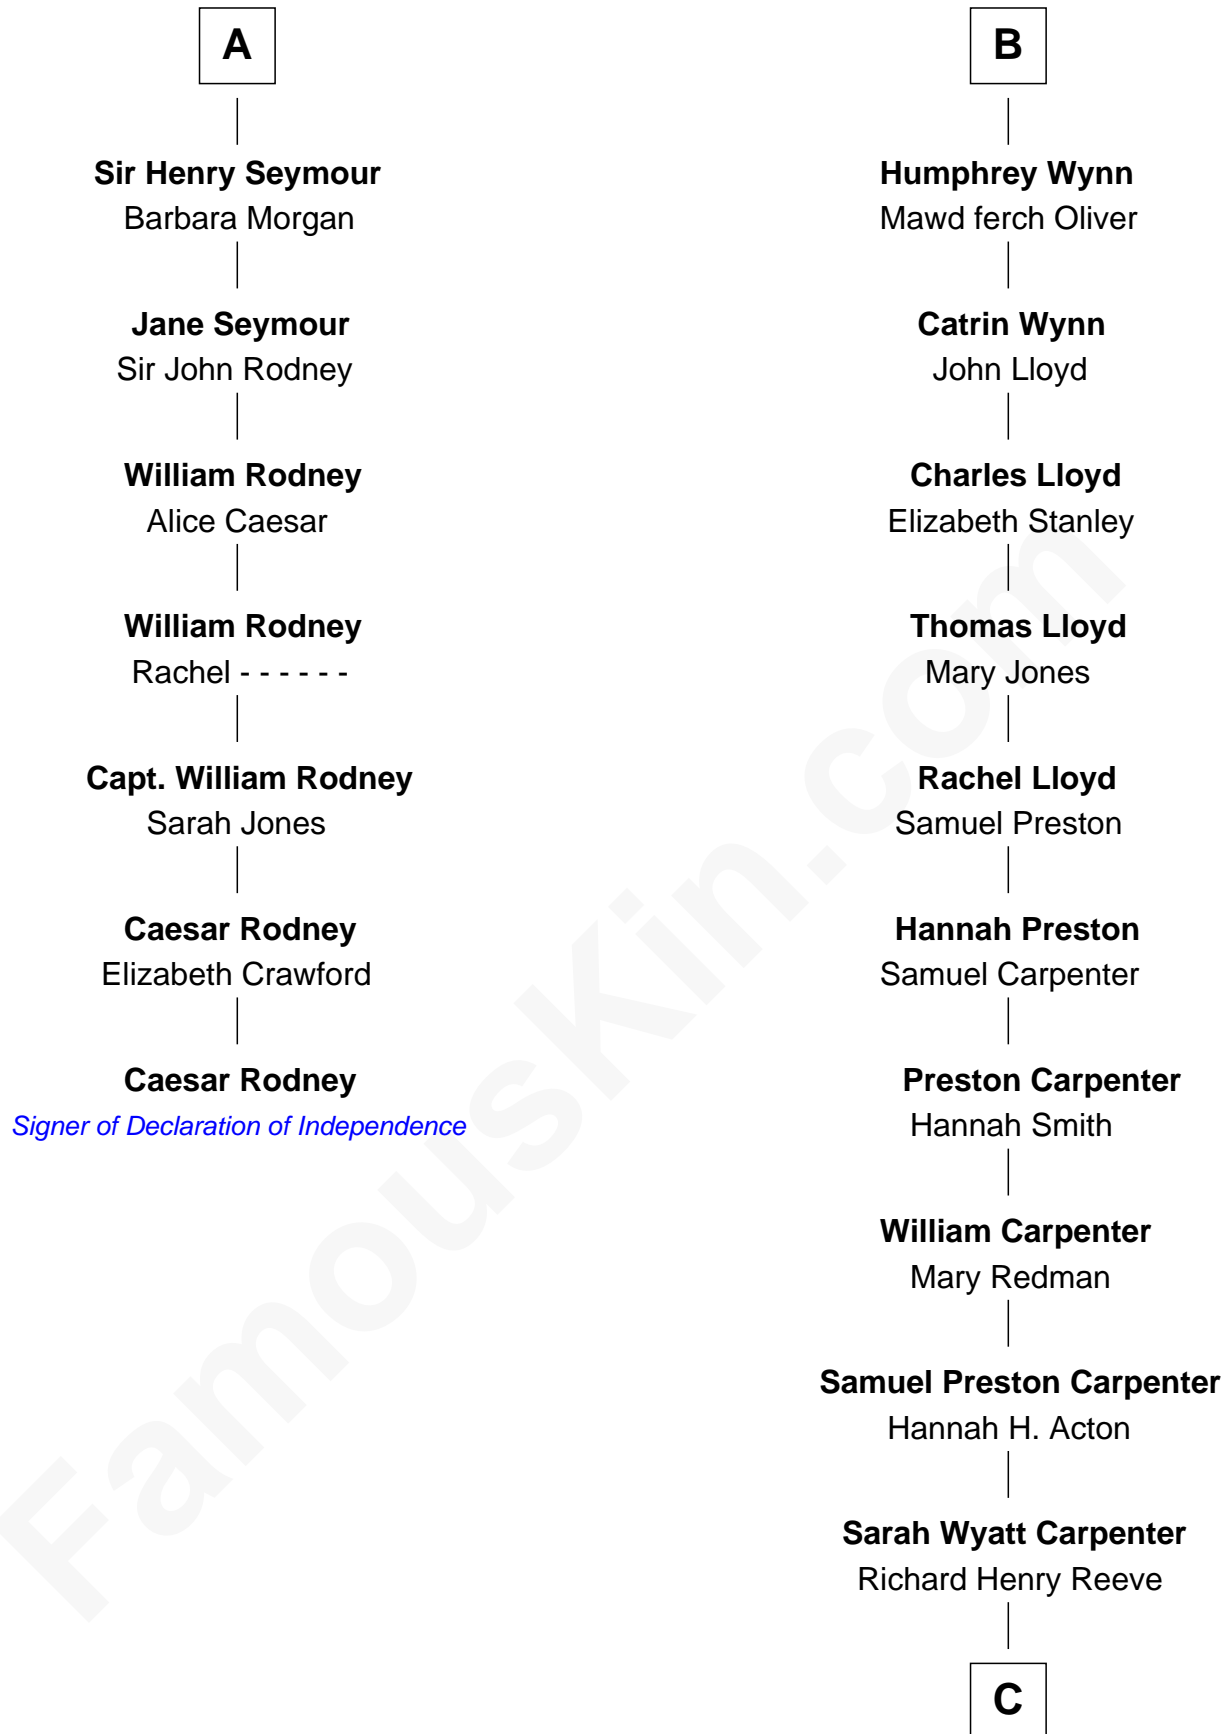 A
Sir Henry Seymour
Barbara Morgan
Jane Seymour
Sir John Rodney
William Rodney
Alice Caesar
William Rodney
Rachel - - - - - -
Capt. William Rodney
Sarah Jones
Caesar Rodney
Elizabeth Crawford
Caesar Rodney
Signer of Declaration of Independence
B
Humphrey Wynn
Mawd ferch Oliver
Catrin Wynn
John Lloyd
Charles Lloyd
Elizabeth Stanley
Thomas Lloyd
Mary Jones
Rachel Lloyd
Samuel Preston
Hannah Preston
Samuel Carpenter
Preston Carpenter
Hannah Smith
William Carpenter
Mary Redman
Samuel Preston Carpenter
Hannah H. Acton
Sarah Wyatt Carpenter
Richard Henry Reeve
C
FamousKin.com